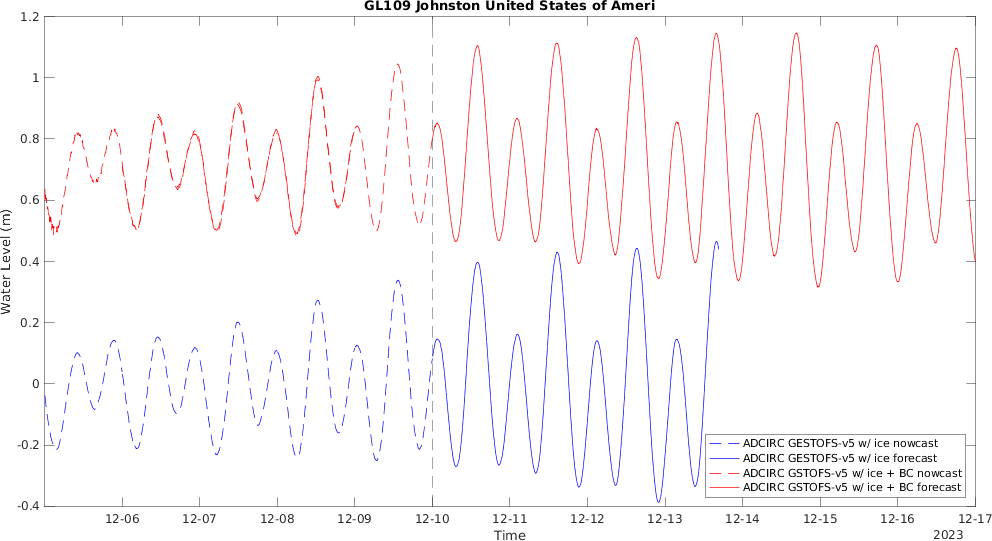 GL109 Johnston United States of Ameri
1.2
1
0.8
0.6
0.4
0.2
0
-0.2
-0.4
Water Level (m)
ADCIRC GESTOFS-v5 w/ ice nowcast
ADCIRC GESTOFS-v5 w/ ice forecast
ADCIRC GSTOFS-v5 w/ ice + BC nowcast
ADCIRC GSTOFS-v5 w/ ice + BC forecast
12-06 12-07 12-08 12-09 12-10 12-11 12-12 12-13 12-14 12-15 12-16 12-17
Time
2023